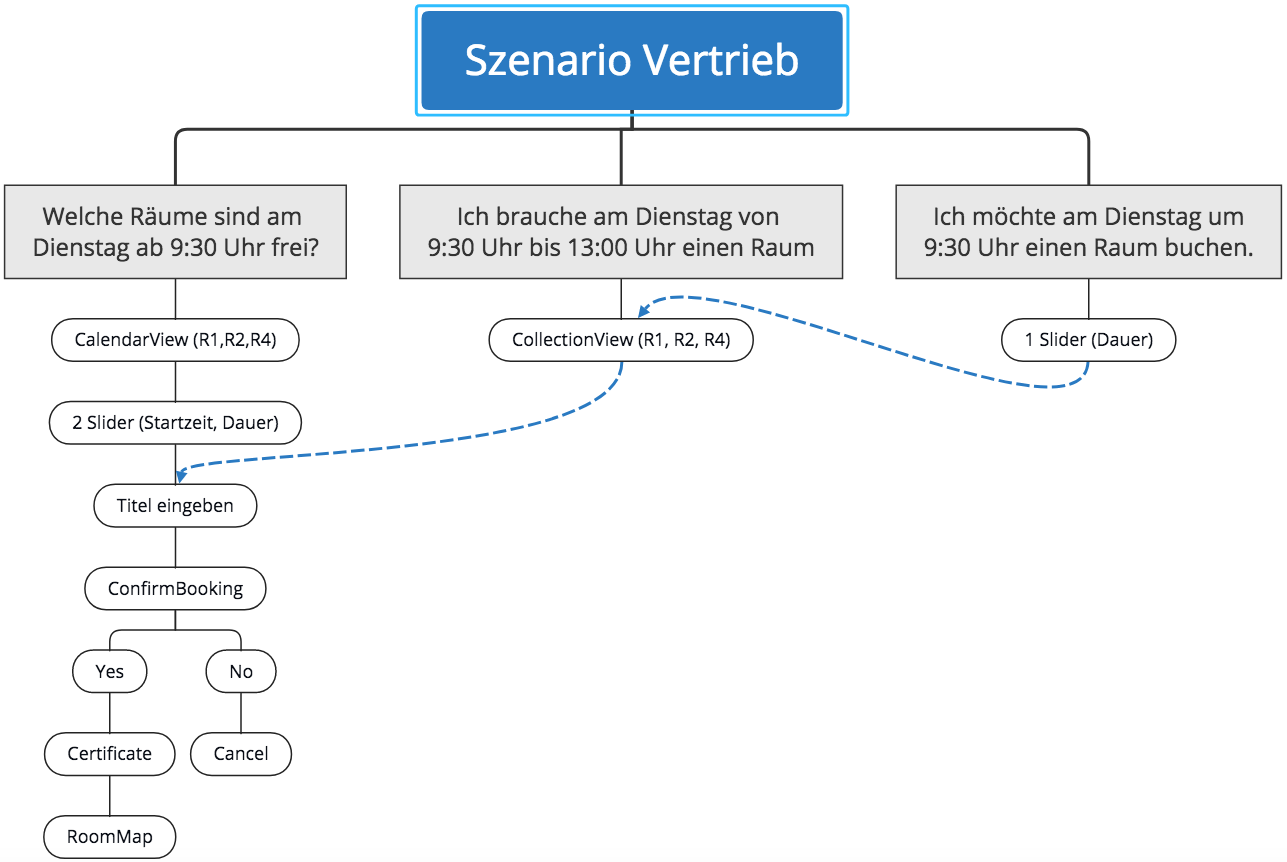 Szenario Vertrieb
Welche Räume sind am
Dienstag ab 9:30 Uhr frei?
Ich brauche am Dienstag von
9:30 Uhr bis 13:00 Uhr einen Raum
Ich möchte am Dienstag um
9:30 Uhr einen Raum buchen.
CalendarView (R1,R2,R4)
CollectionView (R1, R2, R4)
1 Slider (Dauer)
2 Slider (Startzeit, Dauer)
Titel eingeben
ConfirmBooking
Yes
No
Certificate
Cancel
RoomMap